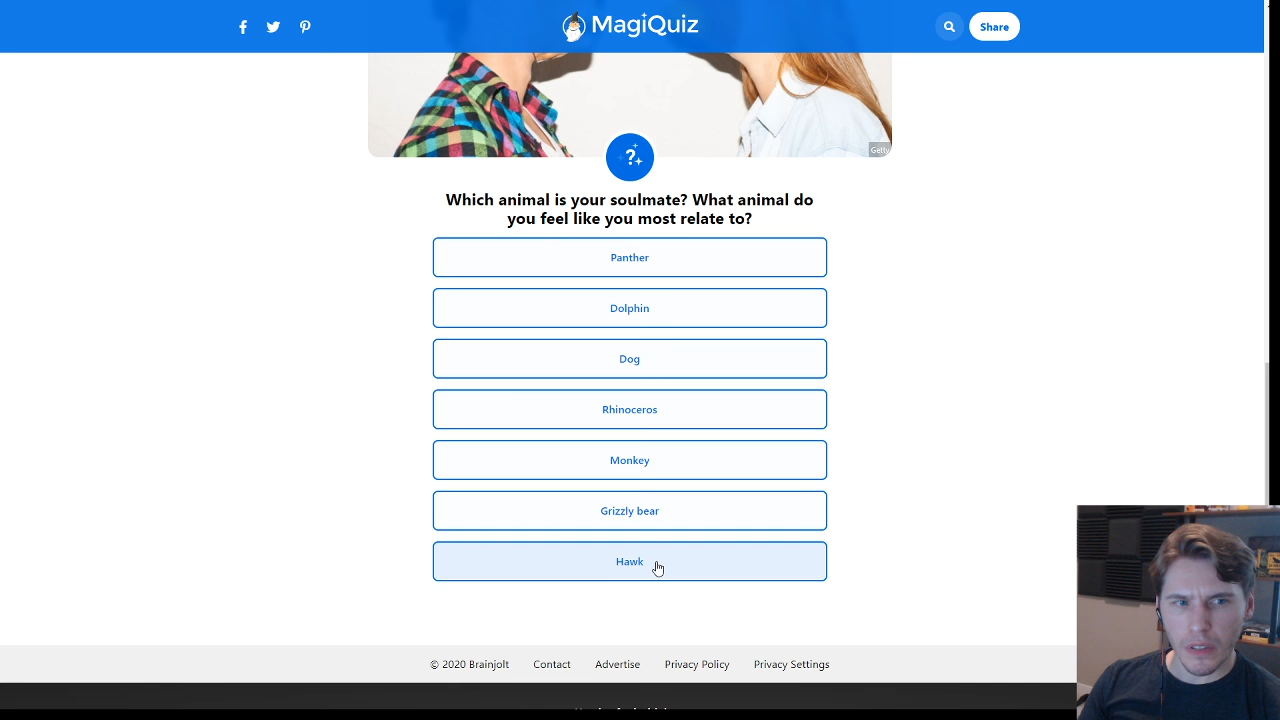 MagiQuiz
Share
Getty
Which animal is your soulmate? What animal do
you feel like you most relate to?
Panther
Dolphin
Dog
Rhinoceros
Monkey
Grizzly bear
Hawk
© 2020 Brainjolt Contact Advertise Privacy Policy Privacy Settings